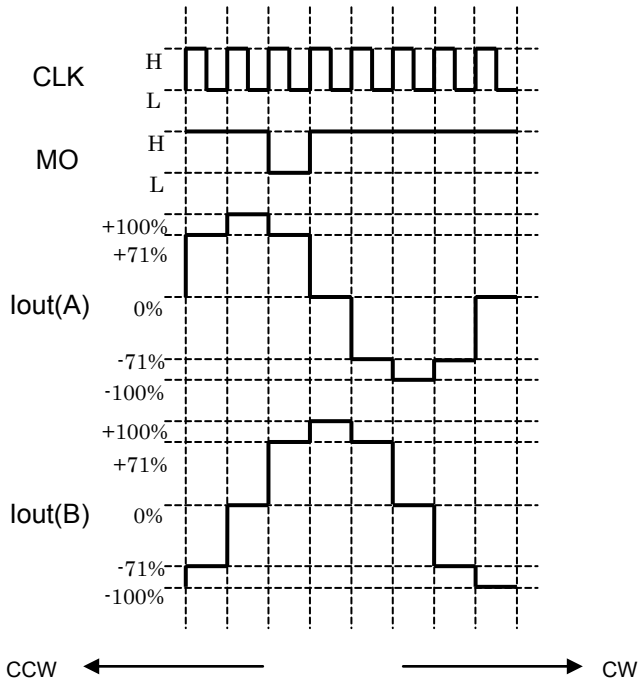 CLK
H
L
MO
H
L
Iout(A)
+100%
+71%
0%
-71%
-100%
Iout(B)
+100%
+71%
0%
-71%
-100%
CCW
CW